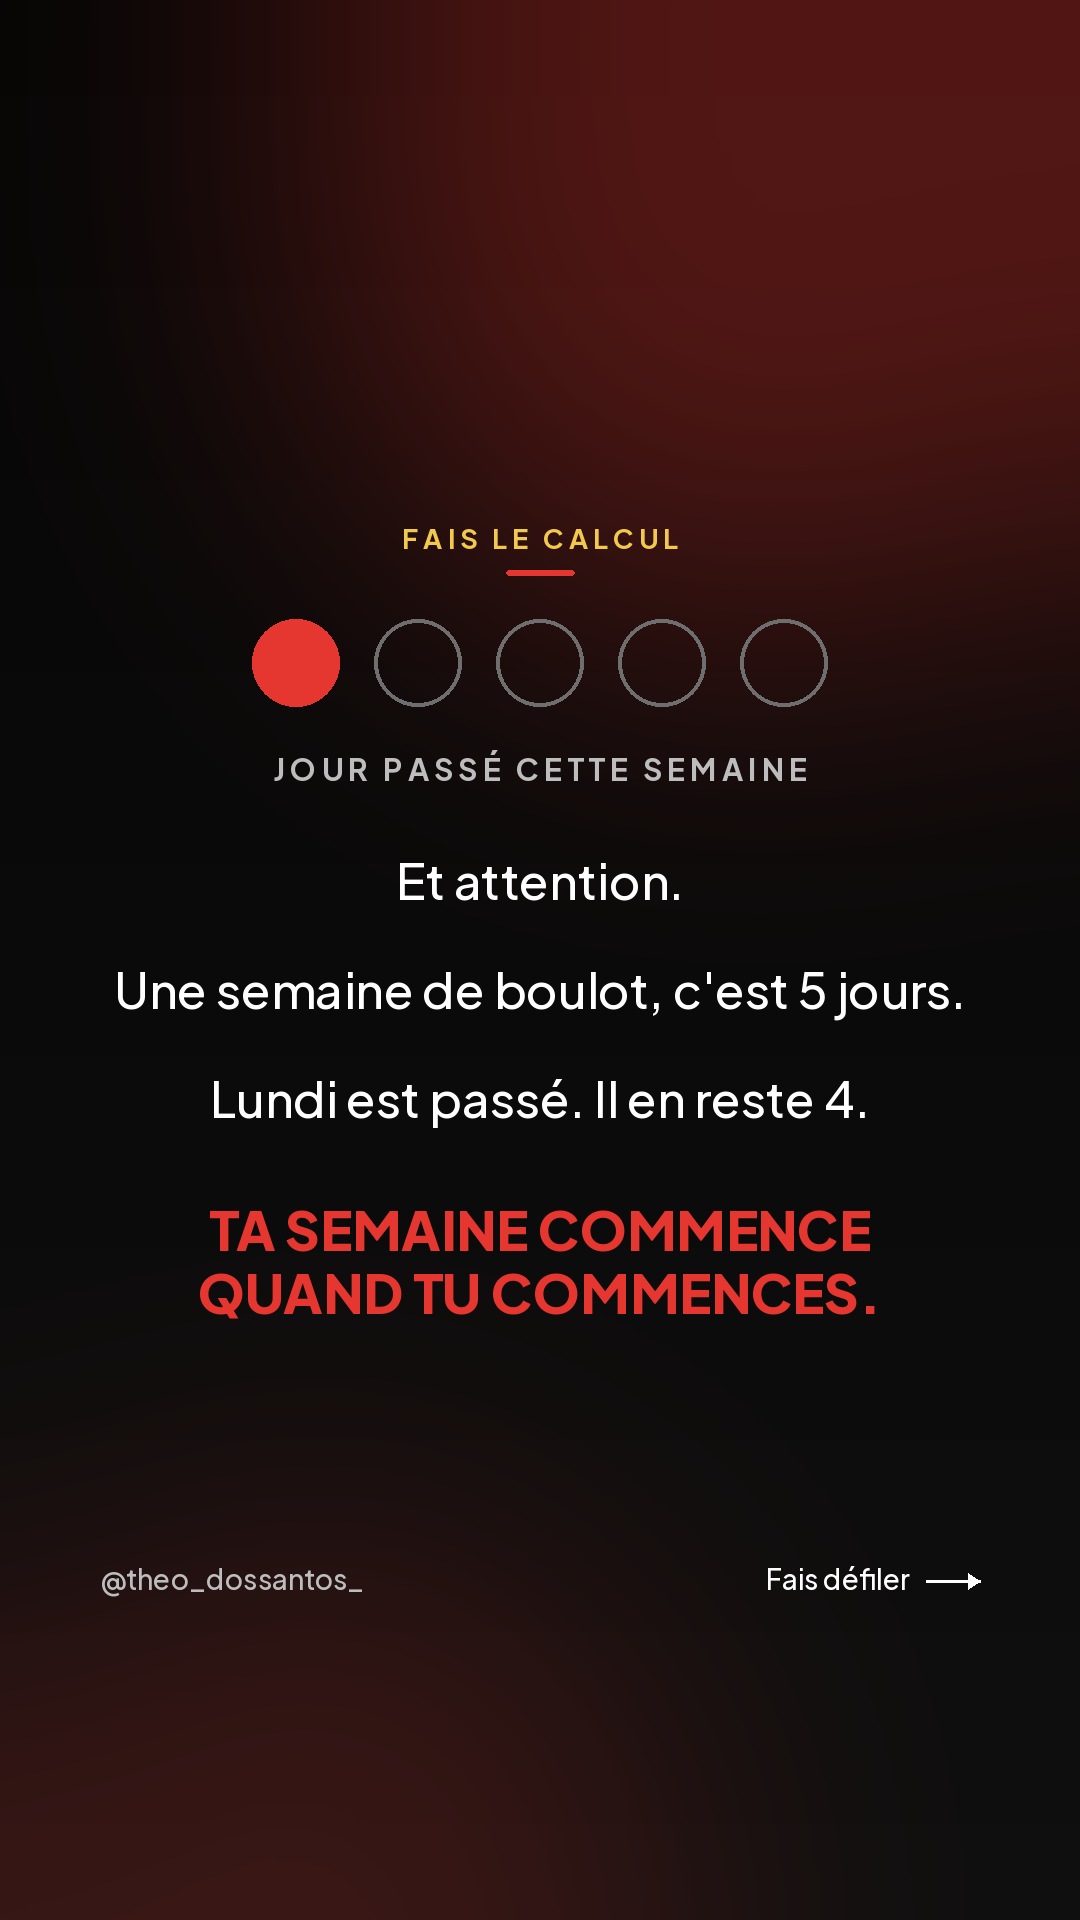 FAIS LE CALCUL
JOUR PASSÉ CETTE SEMAINE
Et attention.
Une semaine de boulot, c'est 5 jours.
Lundi est passé. Il en reste 4.
TA SEMAINE COMMENCE
QUAND TU COMMENCES.
@theo_dossantos_
Fais défiler